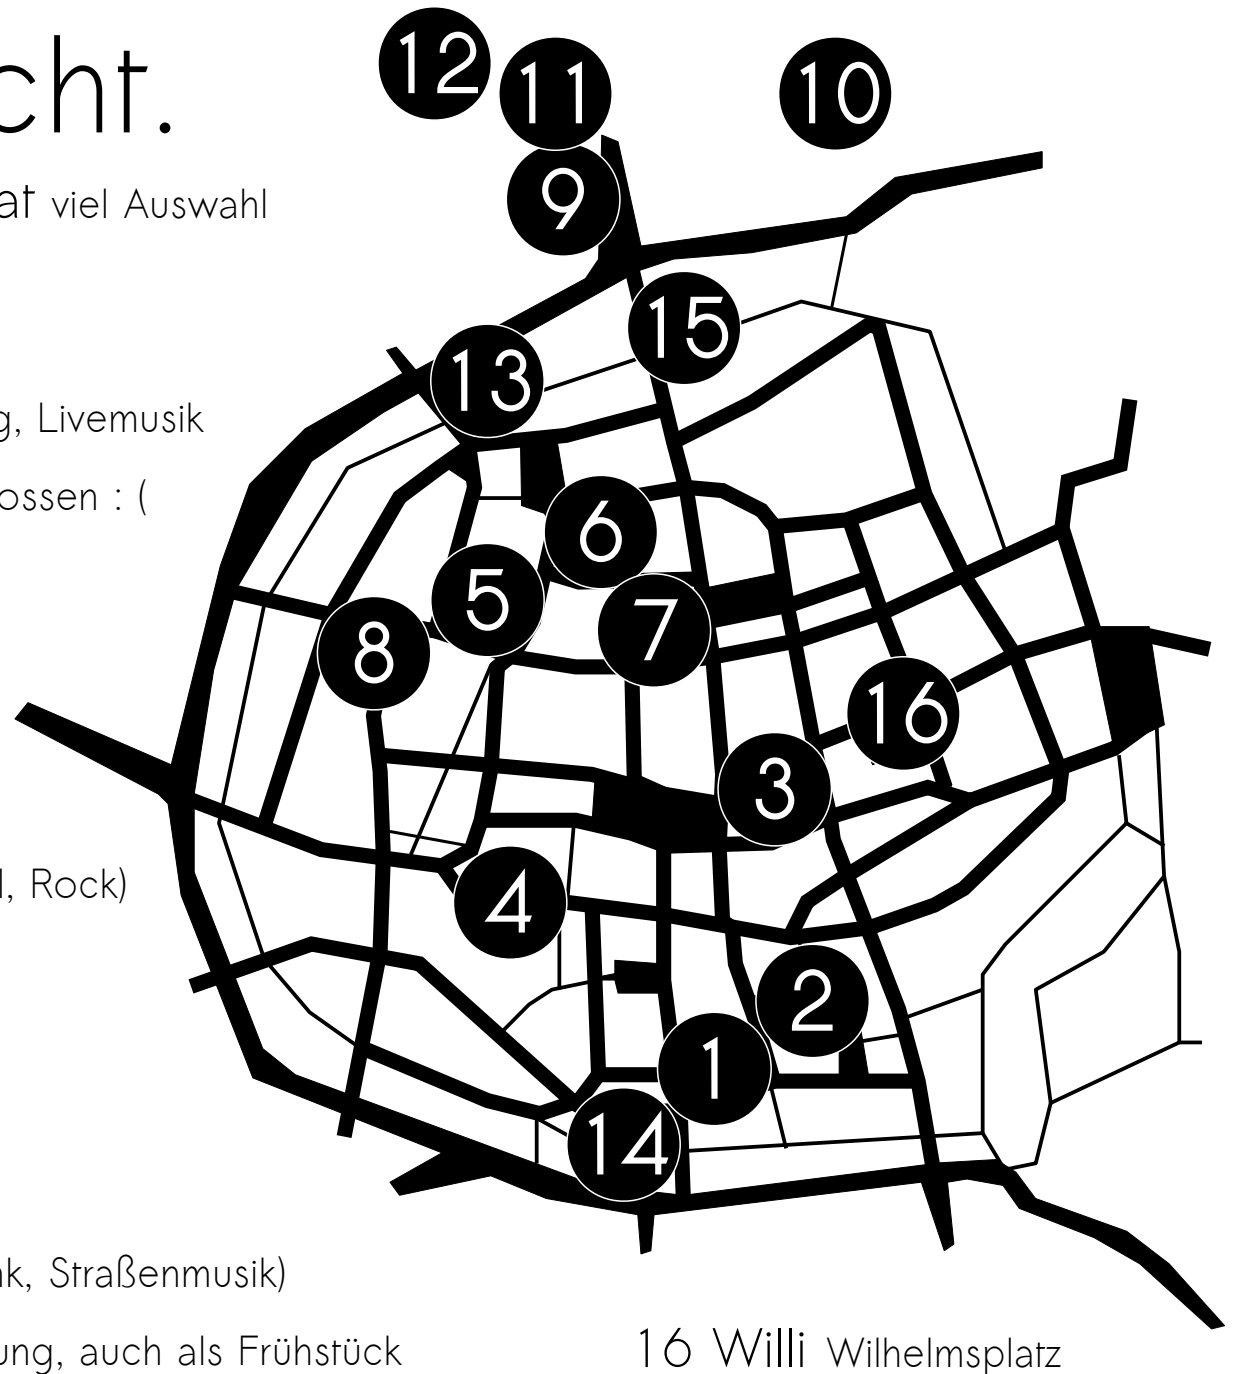 cht.
at viel Auswahl
g, Livemusik
ossen : (
l, Rock)
nk, Straßenmusik)
ung, auch als Frühstück
12
11
10
9
15
13
6
5
7
8
16
3
4
2
1
14
16 Willi Wilhelmsplatz